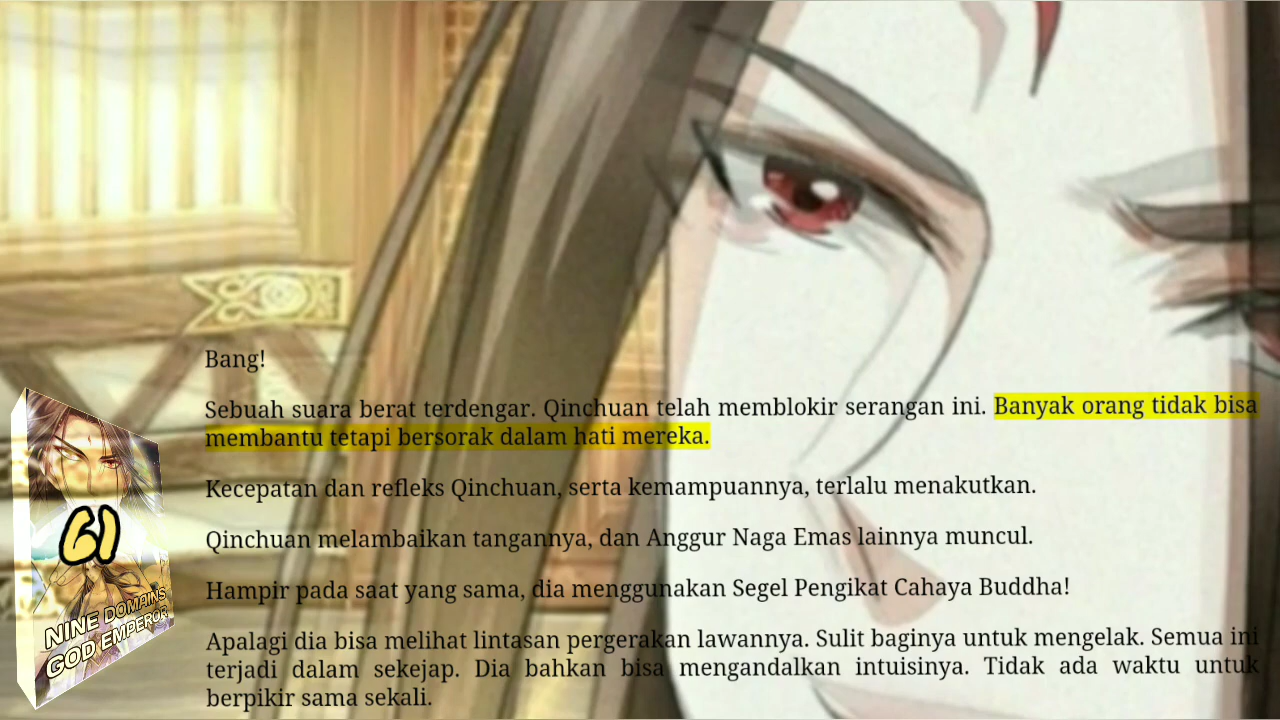 Bang!
Sebuah suara berat terdengar. Qinchuan telah memblokir serangan ini. Banyak orang tidak bisa
membantu tetapi bersorak dalam hati mereka.
Kecepatan dan refleks Qinchuan, serta kemampuannya, terlalu menakutkan.
Qinchuan melambaikan tangannya, dan Anggur Naga Emas lainnya muncul.
Hampir pada saat yang sama, dia menggunakan Segel Pengikat Cahaya Buddha!
Apalagi dia bisa melihat lintasan pergerakan lawannya. Sulit baginya untuk mengelak. Semua ini
terjadi dalam sekejap. Dia bahkan bisa mengandalkan intuisinya. Tidak ada waktu untuk
berpikir sama sekali.
61
NINE DOMAINS
GOD EMPEROR